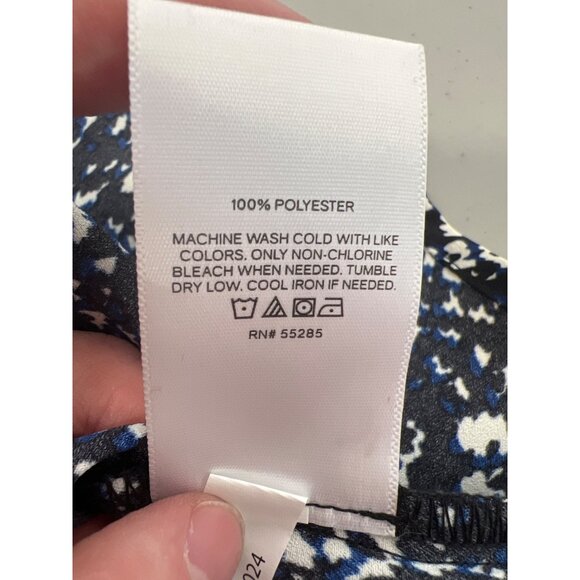 100% POLYESTER
MACHINE WASH COLD WITH LIKE
COLORS. ONLY NON-CHLORINE
BLEACH WHEN NEEDED. TUMBLE
DRY LOW. COOL IRON IF NEEDED.
RN# 55285
024